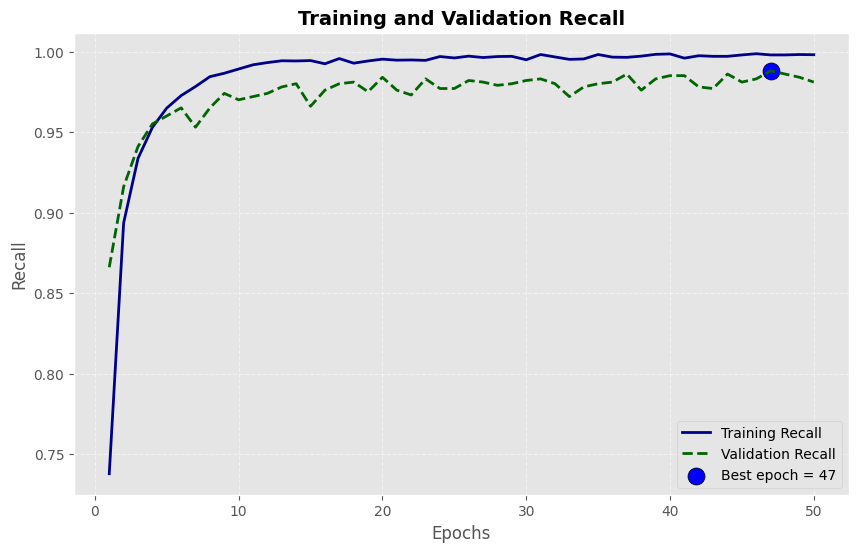 Training and Validation Recall
1.00
0.95
0.90
0.85
0.80
0.75
Recall
0
10
20
30
40
50
Epochs
Training Recall
Validation Recall
Best epoch = 47